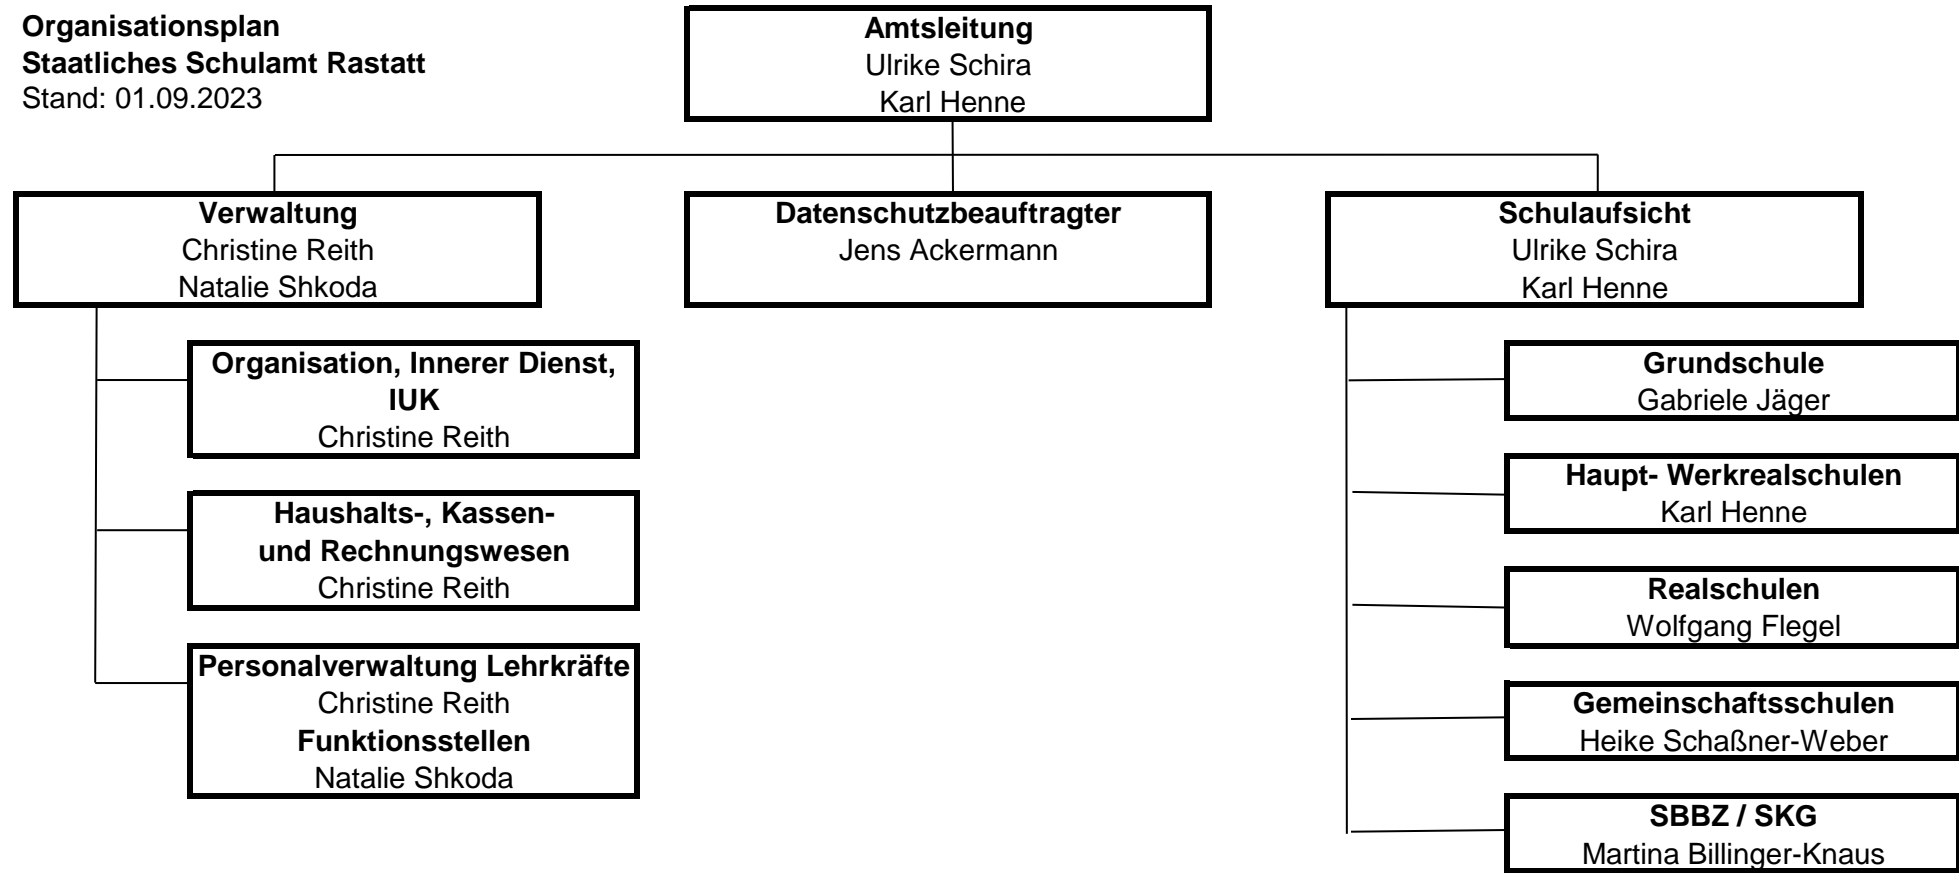 Organisationsplan
Staatliches Schulamt Rastatt
Stand: 01.09.2023
Amtsleitung
Ulrike Schira
Karl Henne
Verwaltung
Christine Reith
Natalie Shkoda
Datenschutzbeauftragter
Jens Ackermann
Schulaufsicht
Ulrike Schira
Karl Henne
Organisation, Innerer Dienst,
IUK
Christine Reith
Haushalts-, Kassen-
und Rechnungswesen
Christine Reith
Personalverwaltung Lehrkräfte
Christine Reith
Funktionsstellen
Natalie Shkoda
Grundschule
Gabriele Jäger
Haupt- Werkrealschulen
Karl Henne
Realschulen
Wolfgang Flegel
Gemeinschaftsschulen
Heike Schaßner-Weber
SBBZ / SKG
Martina Billinger-Knaus